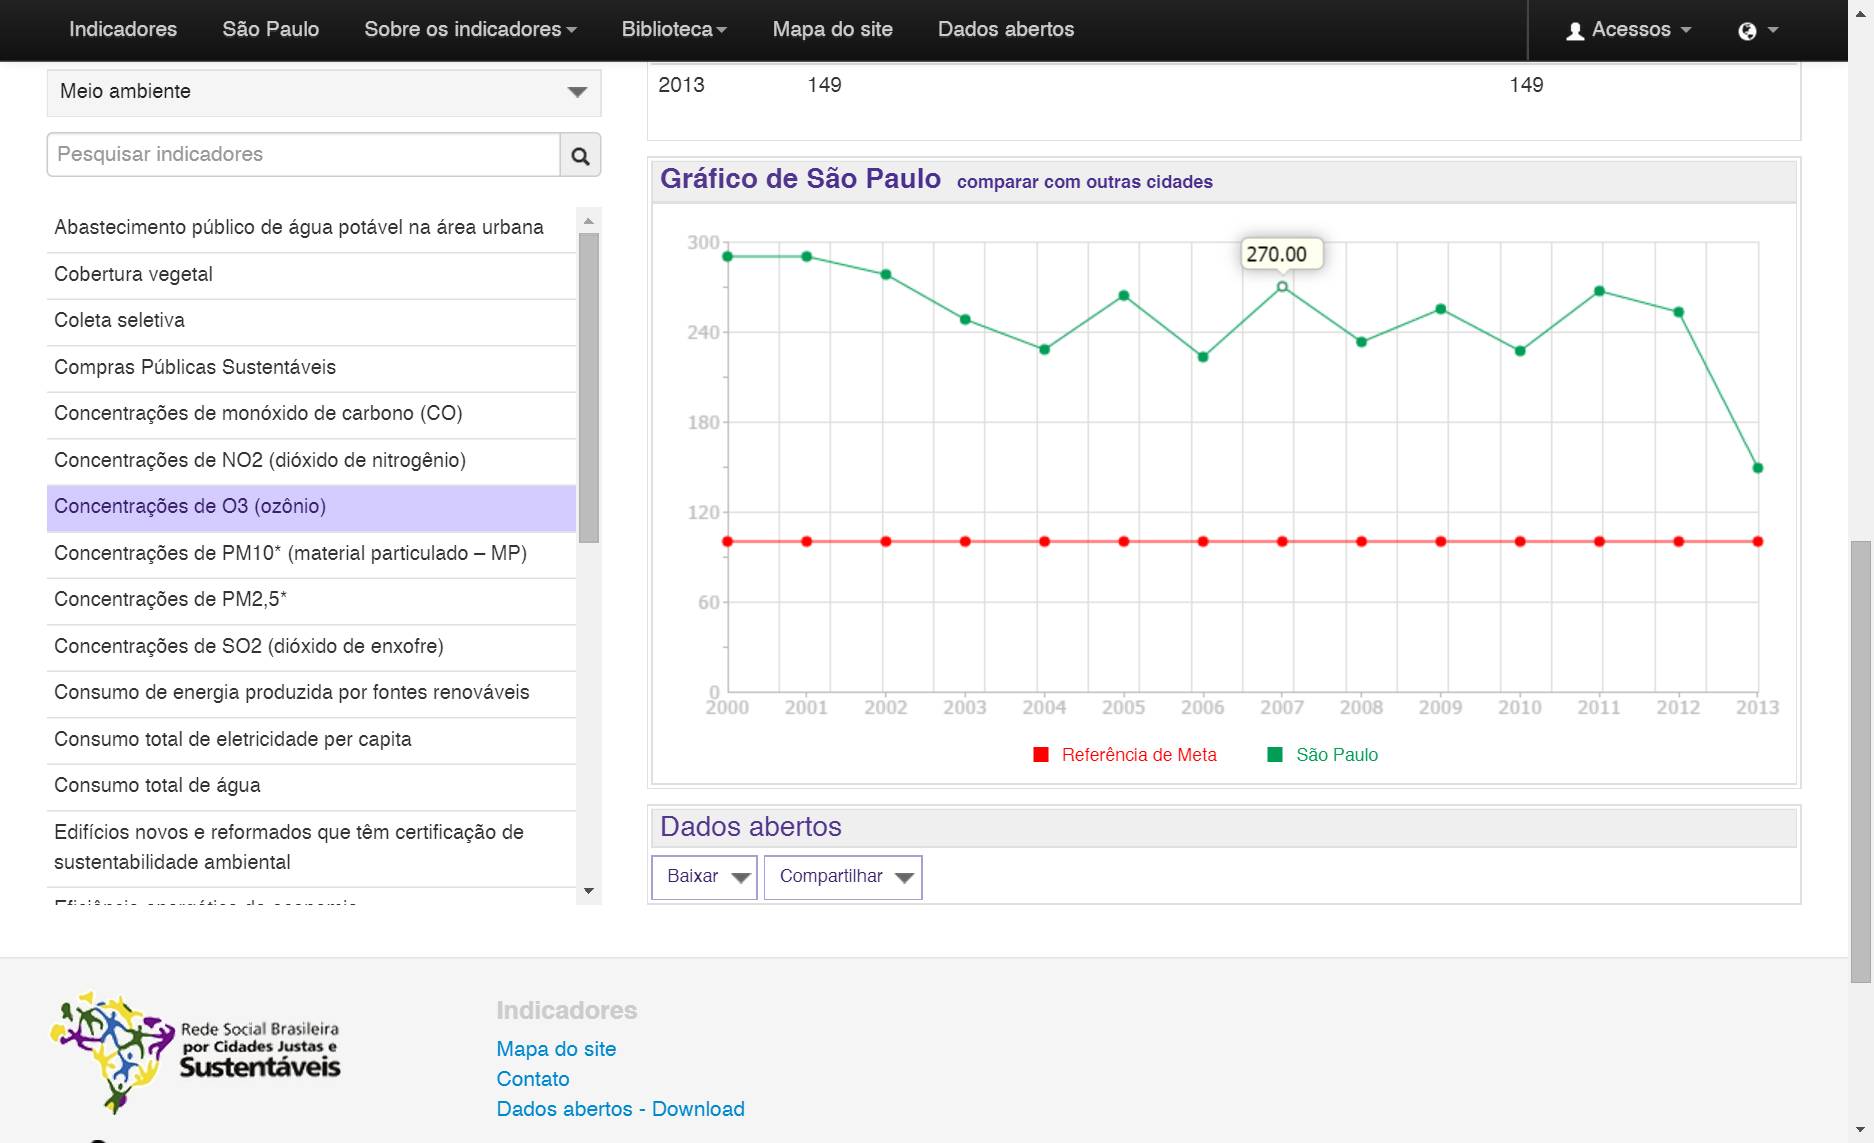 Indicadores São Paulo Sobre os indicadores Biblioteca Mapa do site Dados abertos Acessos
Meio ambiente
Pesquisar indicadores
Abastecimento público de água potável na área urbana
Cobertura vegetal
Coleta seletiva
Compras Públicas Sustentáveis
Concentrações de monóxido de carbono (CO)
Concentrações de NO2 (dióxido de nitrogênio)
Concentrações de O3 (ozônio)
Concentrações de PM10* (material particulado – MP)
Concentrações de PM2,5*
Concentrações de SO2 (dióxido de enxofre)
Consumo de energia produzida por fontes renováveis
Consumo total de eletricidade per capita
Consumo total de água
Edifícios novos e reformados que têm certificação de
sustentabilidade ambiental
2013 149 149
Gráfico de São Paulo comparar com outras cidades
300
270.00
240
180
120
60
0
2000 2001 2002 2003 2004 2005 2006 2007 2008 2009 2010 2011 2012 2013
Referência de Meta São Paulo
Dados abertos
Baixar Compartilhar
Rede Social Brasileira
por Cidades Justas e
Sustentáveis
Indicadores
Mapa do site
Contato
Dados abertos - Download